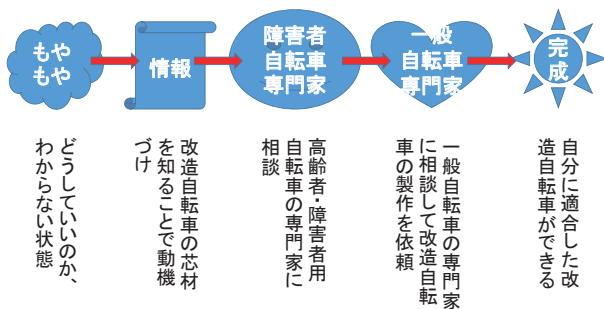 もや
もや
情報
障害者
自転車
専門家
一般
自転車
専門家
完
成
どうしていいのか、
わからない状態
改造自転車の芯材
を知ることで動機
づけ
高齢者・障害者用
自転車の専門家に
相談
一般自転車の専門家
に相談して改造自転
車の製作を依頼
自分に適合した改
造自転車ができる